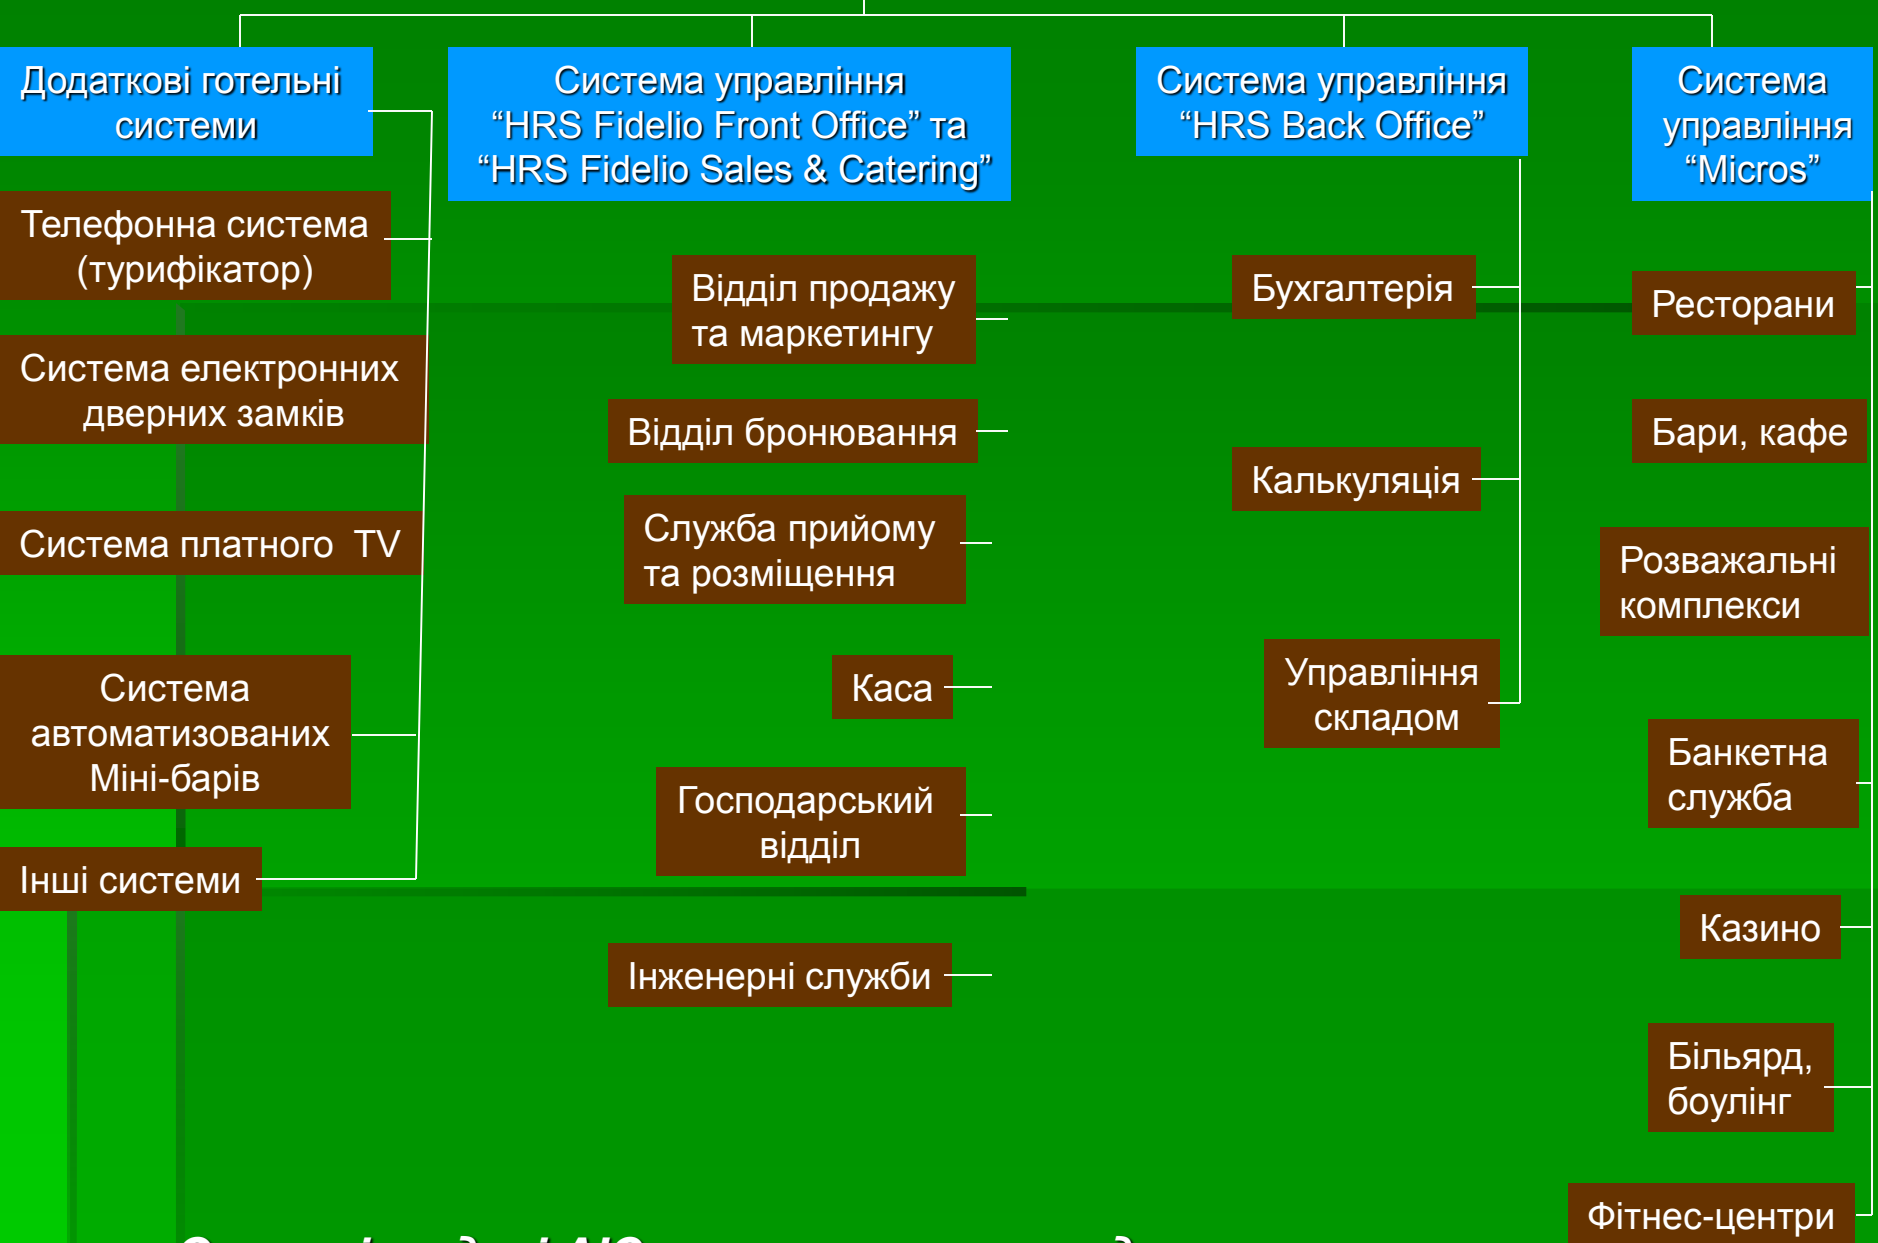 Додаткові готельні
системи
Телефонна система
(турифікатор)
Система електронних
дверних замків
Система платного TV
Система
автоматизованих
Міні-барів
Інші системи
Система управління
“HRS Fidelio Front Office” та
“HRS Fidelio Sales & Catering”
Відділ продажу
та маркетингу
Відділ бронювання
Служба прийому
та розміщення
Каса
Господарський
відділ
Інженерні служби
Система управління
“HRS Back Office”
Бухгалтерія
Калькуляція
Управління
складом
Система
управління
“Micros”
Ресторани
Бари, кафе
Розважальні
комплекси
Банкетна
служба
Казино
Більярд,
боулінг
Фітнес-центри